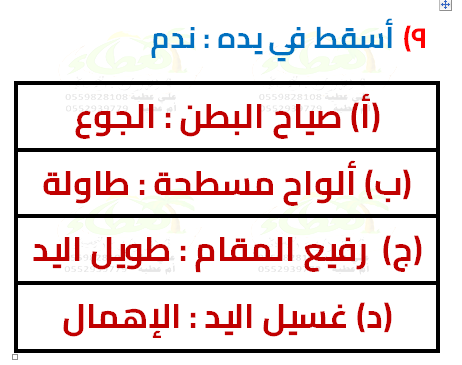 ٩) أسقط في يده : ندم
(أ) صياح البطن : الجوع
(ب) ألواح مسطحة : طاولة
(ج) رفيع المقام : طويل اليد
(د) غسيل اليد : الإهمال